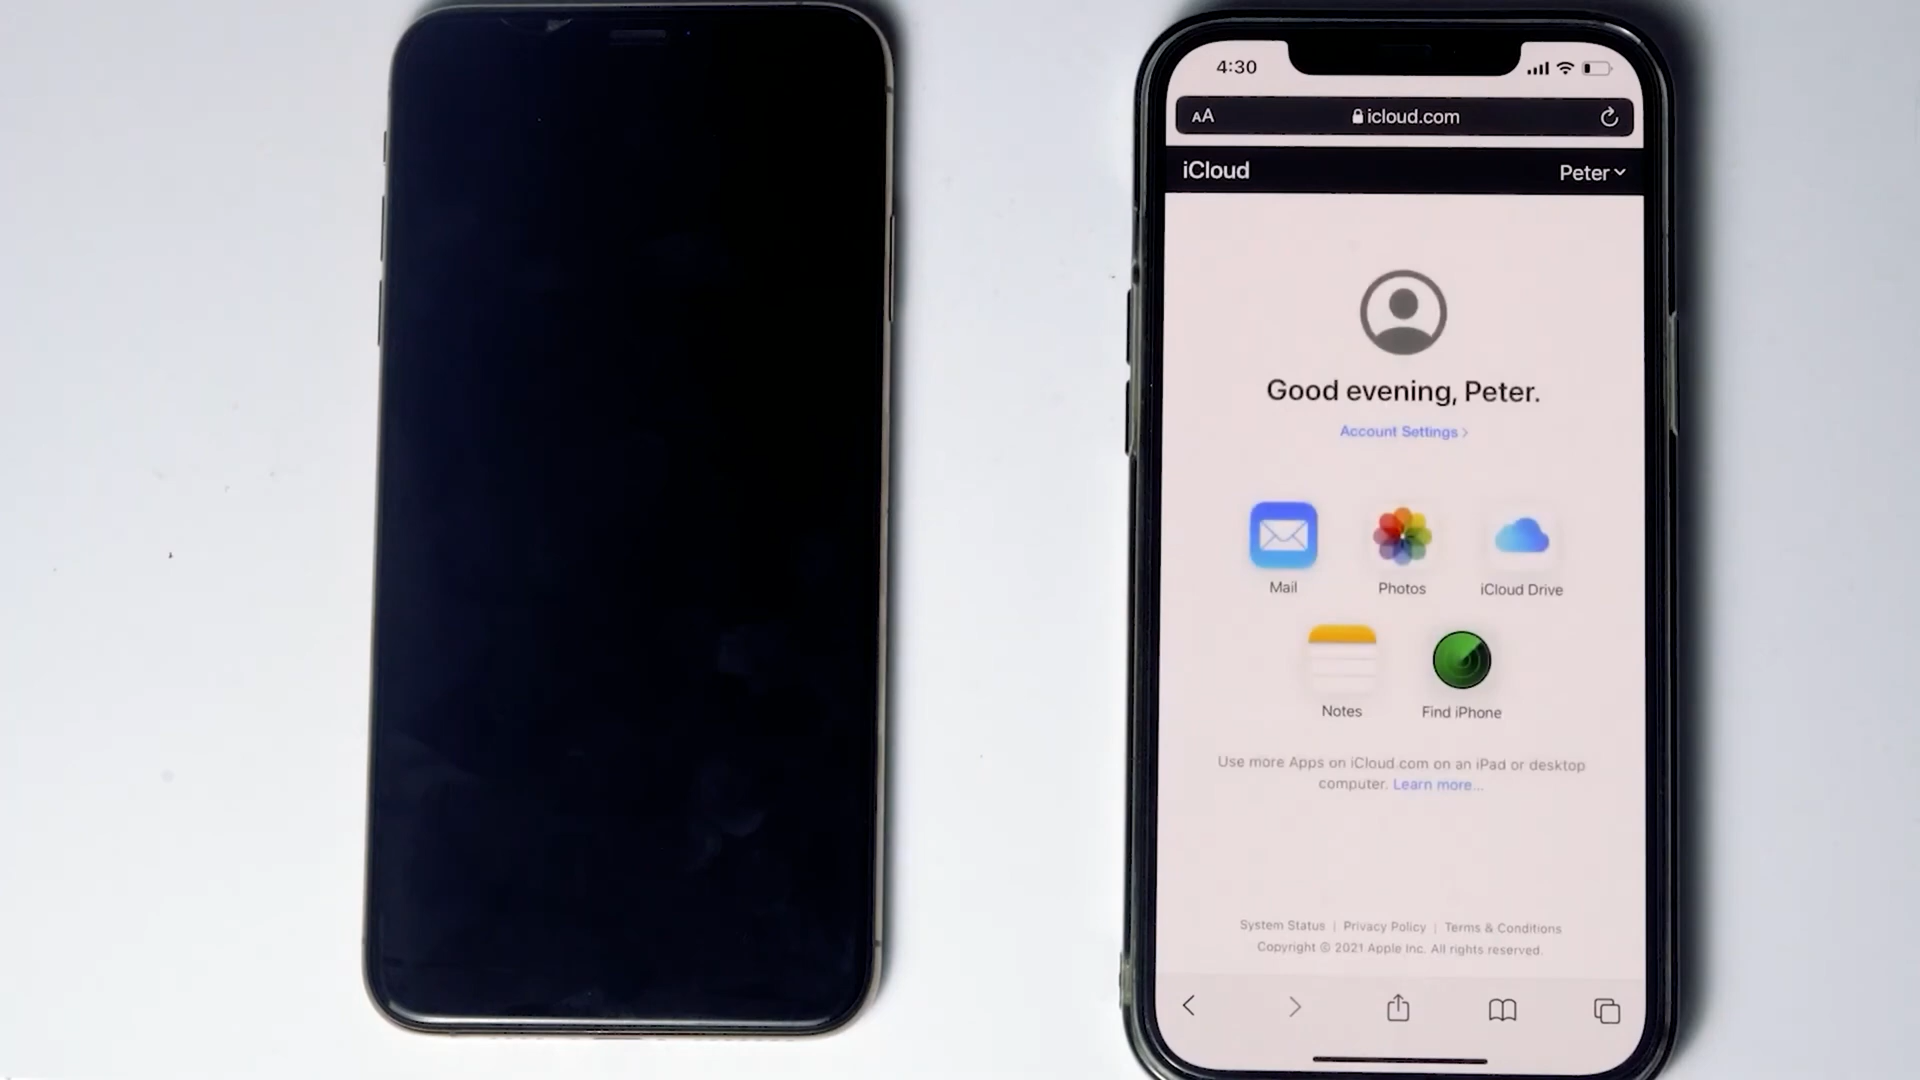 4:30
AA icloud.com
iCloud Peter
Good evening, Peter.
Account Settings >
Mail Photos iCloud Drive
Notes Find iPhone
Use more Apps on iCloud.com on an iPad or desktop
computer. Learn more...
System Status | Privacy Policy | Terms & Conditions
Copyright © 2021 Apple Inc. All rights reserved.